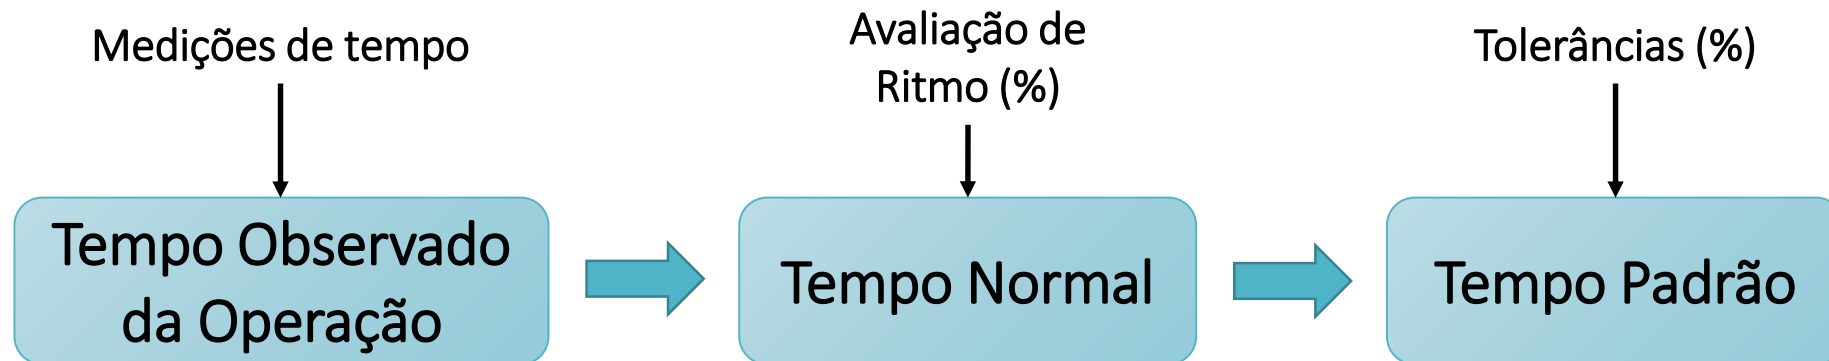 Medições de tempo
Avaliação de
Ritmo (%)
Tolerâncias (%)
Tempo Observado
da Operação
Tempo Normal
Tempo Padrão